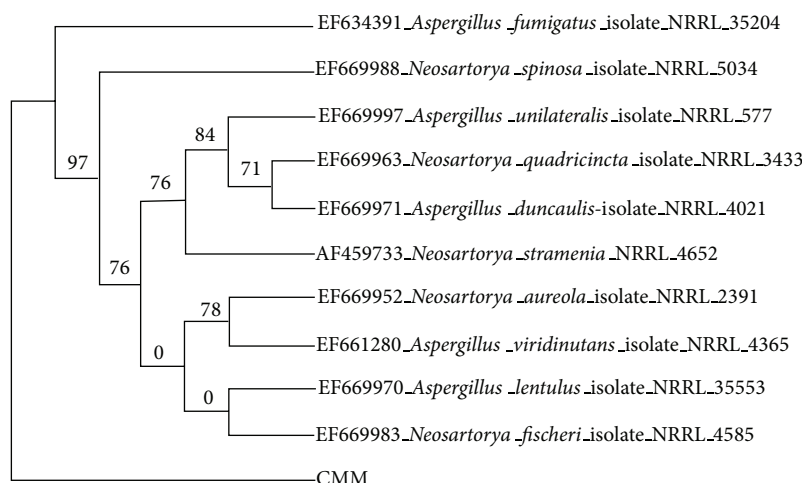 EF634391_Aspergillus_fumigatus_isolate_NRRL_35204
EF669988_Neosartorya_spinosa_isolate_NRRL_5034
EF669997_Aspergillus_unilateralis_isolate_NRRL_577
84
EF669963_Neosartorya_quadricincta_isolate_NRRL_3433
97
71
76
EF669971_Aspergillus_duncaulis-isolate_NRRL_4021
AF459733_Neosartorya_stramenia_NRRL_4652
76
EF669952_Neosartorya_aureola_isolate_NRRL_2391
78
EF661280_Aspergillus_viridinutans_isolate_NRRL_4365
0
EF669970_Aspergillus_lentulus_isolate_NRRL_35553
0
EF669983_Neosartorya_fischeri_isolate_NRRL_4585
CMM